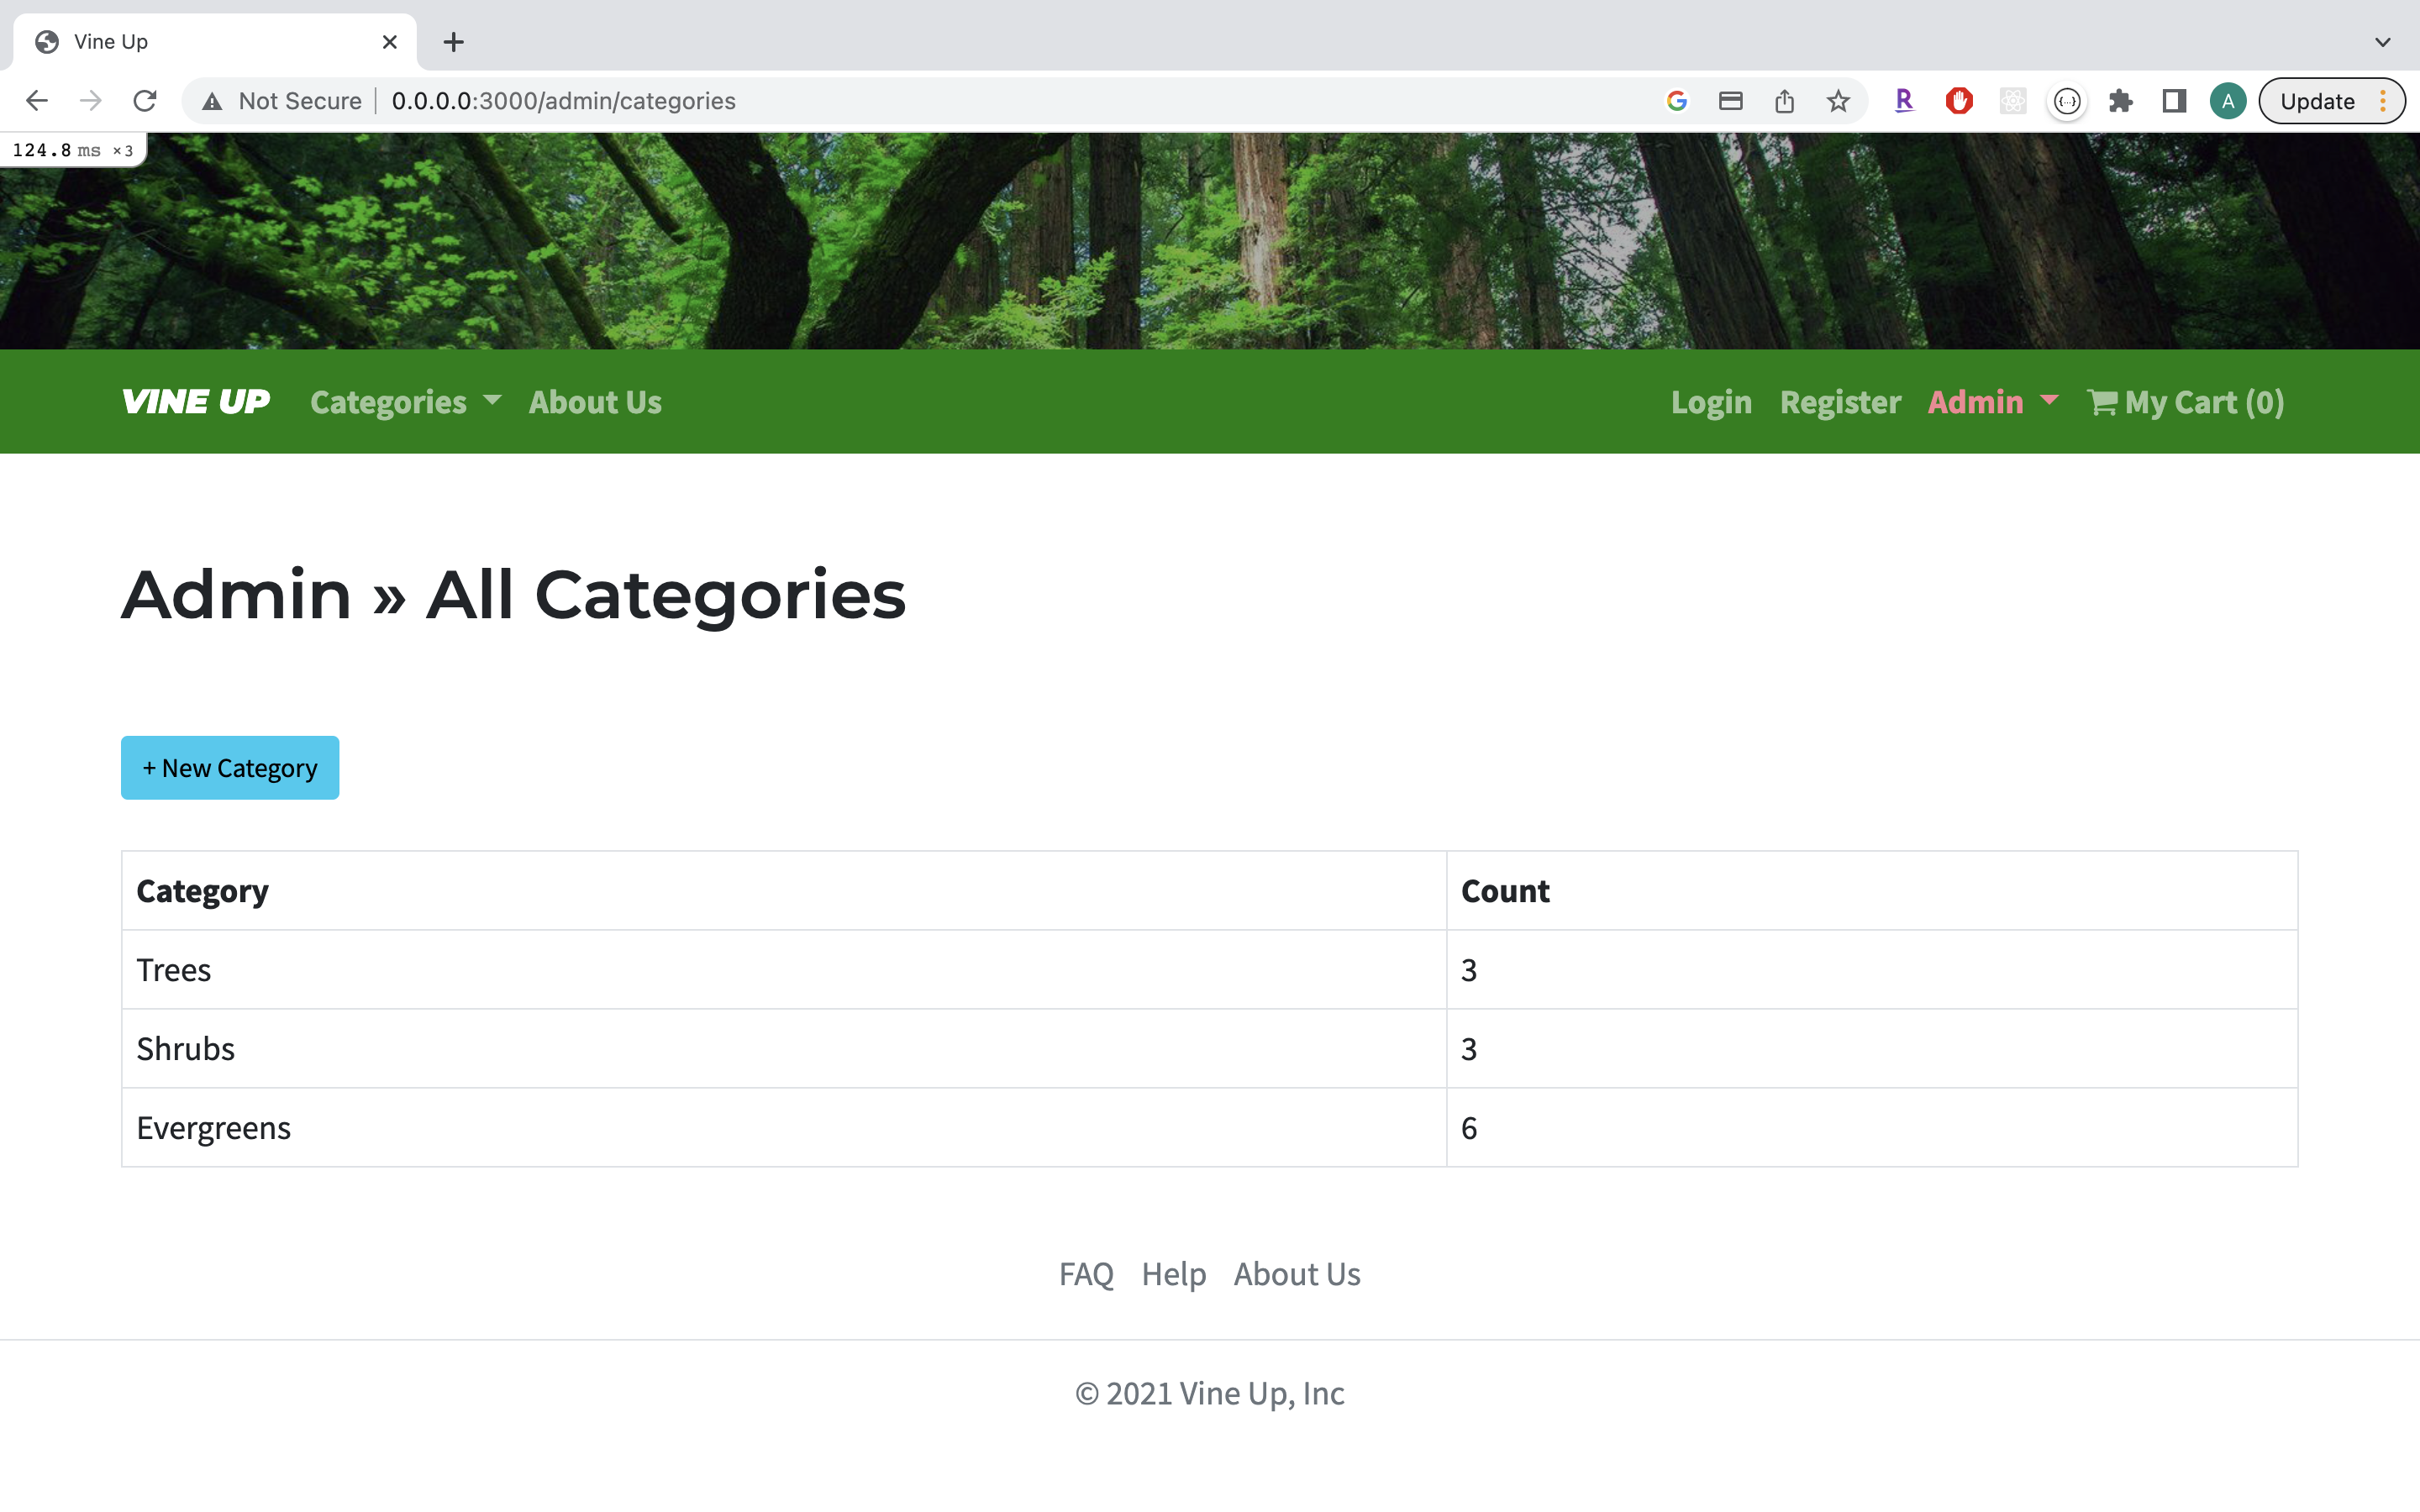 Vine Up
Not Secure 0.0.0.0:3000/admin/categories R {···} A Update
124.8 ms ×3
VINE UP Categories About Us Login Register Admin My Cart (0)
Admin » All Categories
+ New Category
Category Count
Trees 3
Shrubs 3
Evergreens 6
FAQ Help About Us
© 2021 Vine Up, Inc